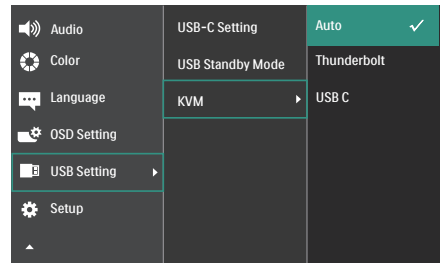 Audio
Color
Language
OSD Setting
USB Setting
Setup
USB-C Setting
USB Standby Mode
KVM
Auto
Thunderbolt
USB C